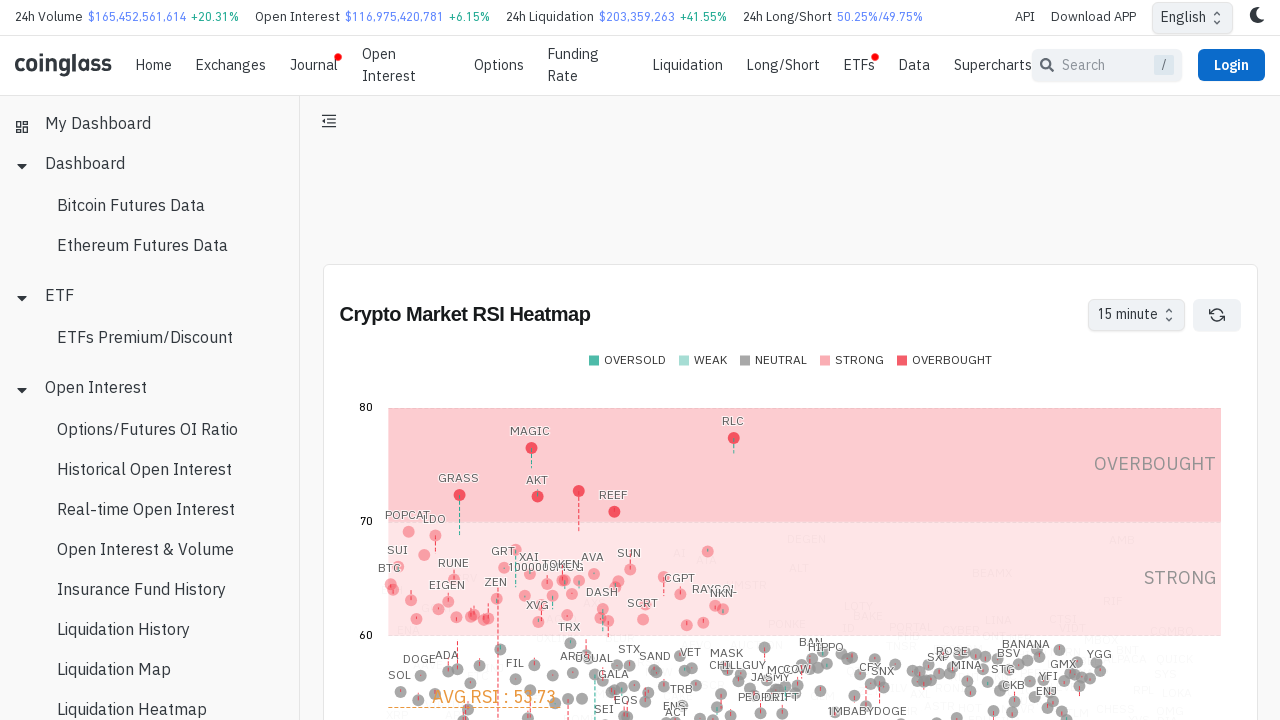 24h Volume $165,452,561,614 +20.31% Open Interest $116,975,420,781 +6.15% 24h Liquidation $203,359,263 +41.55% 24h Long/Short 50.25%/49.75% API Download APP English
coinglass Home Exchanges Journal Open Interest Options Funding Rate Liquidation Long/Short ETFs Data Supercharts Search / Login
My Dashboard
Dashboard
Bitcoin Futures Data
Ethereum Futures Data
ETF
ETFs Premium/Discount
Open Interest
Options/Futures OI Ratio
Historical Open Interest
Real-time Open Interest
Open Interest & Volume
Insurance Fund History
Liquidation History
Liquidation Map
Liquidation Heatmap
Crypto Market RSI Heatmap 15 minute
OVERSOLD WEAK NEUTRAL STRONG OVERBOUGHT
80
RLC
MAGIC
OVERBOUGHT
GRASS AKT
REEF
POPCAT LDO
70
SUI GRT SUN
XAI AVA
BTC RUNE TOKEN
STRONG
EIGEN ZEN CGPT
DASH RAYSOL NKN
XVG SCRT
TRX
60
BAN HIPPO BANANA
DOGE ADA USUAL STX SAND VET MASK ROSE BSV YGG
FIL CHILLGUY COW CFX SNX SXP MINA STG GMX
SOL GALA JASMY YFI
TRB CKB ENJ
AVG.RSI : 53.73 EOS DRIFT
SEI ACT 1MBABYDOGE